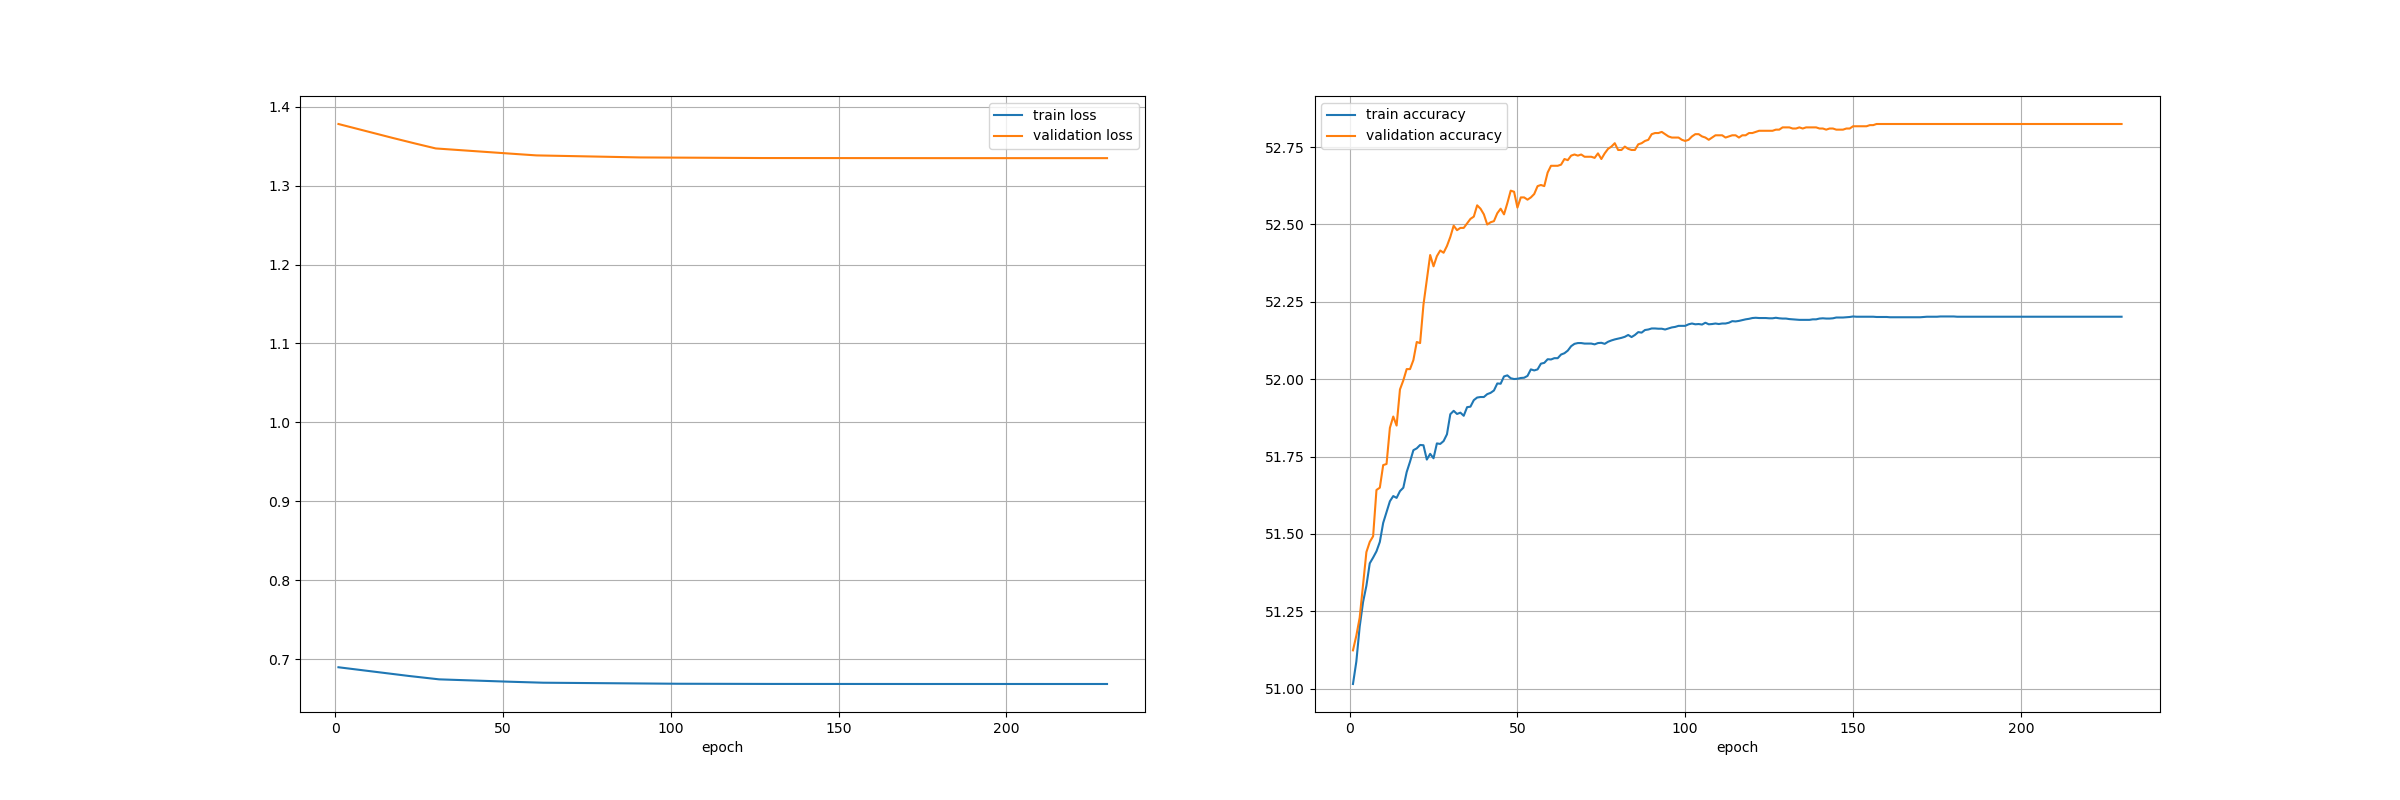 1.4
1.3
1.2
1.1
1.0
0.9
0.8
0.7
0 50 100 150 200
epoch
train loss
validation loss
52.75
52.50
52.25
52.00
51.75
51.50
51.25
51.00
0 50 100 150 200
epoch
train accuracy
validation accuracy